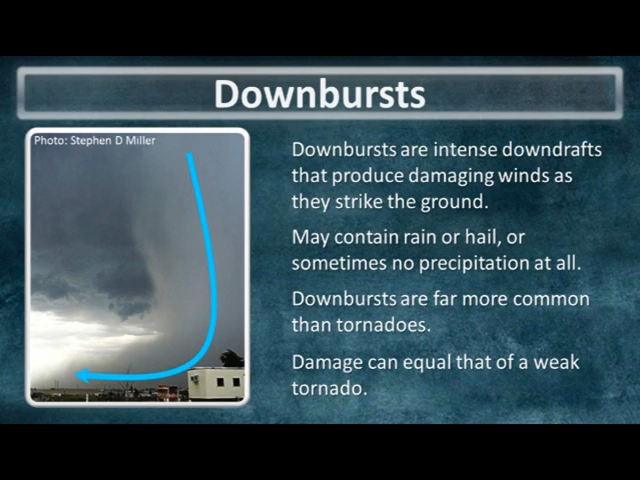 Downbursts
Photo: Stephen D Miller
Downbursts are intense downdrafts
that produce damaging winds as
they strike the ground.
May contain rain or hail, or
sometimes no precipitation at all.
Downbursts are far more common
than tornadoes.
Damage can equal that of a weak
tornado.